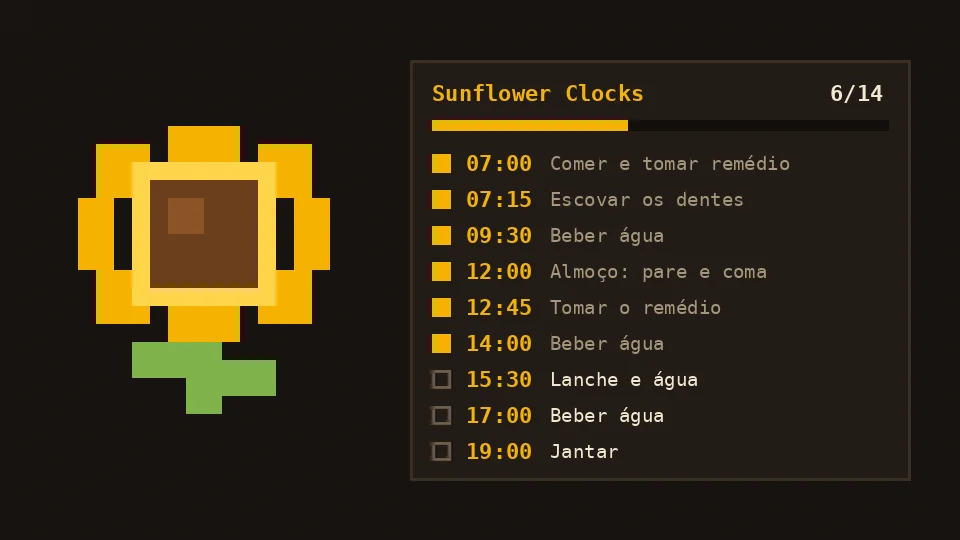 Sunflower Clocks 6/14
07:00 Comer e tomar remédio
07:15 Escovar os dentes
09:30 Beber água
12:00 Almoço: pare e coma
12:45 Tomar o remédio
14:00 Beber água
15:30 Lanche e água
17:00 Beber água
19:00 Jantar